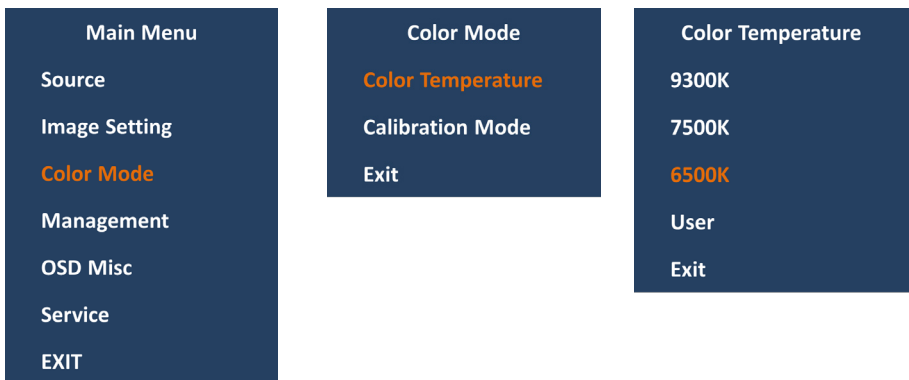 Main Menu
Source
Image Setting
Color Mode
Management
OSD Misc
Service
EXIT
Color Mode
Color Temperature
Calibration Mode
Exit
Color Temperature
9300K
7500K
6500K
User
Exit